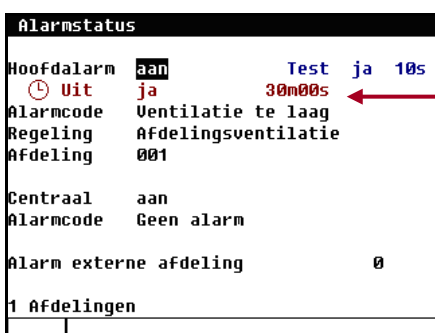 Alarmstatus
Hoofdalarm aan Test ja 10s
Uit ja 30m00s
Alarmcode Ventilatie te laag
Regeling Afdelingsventilatie
Afdeling 001
Centraal aan
Alarmcode Geen alarm
Alarm externe afdeling 0
1 Afdelingen